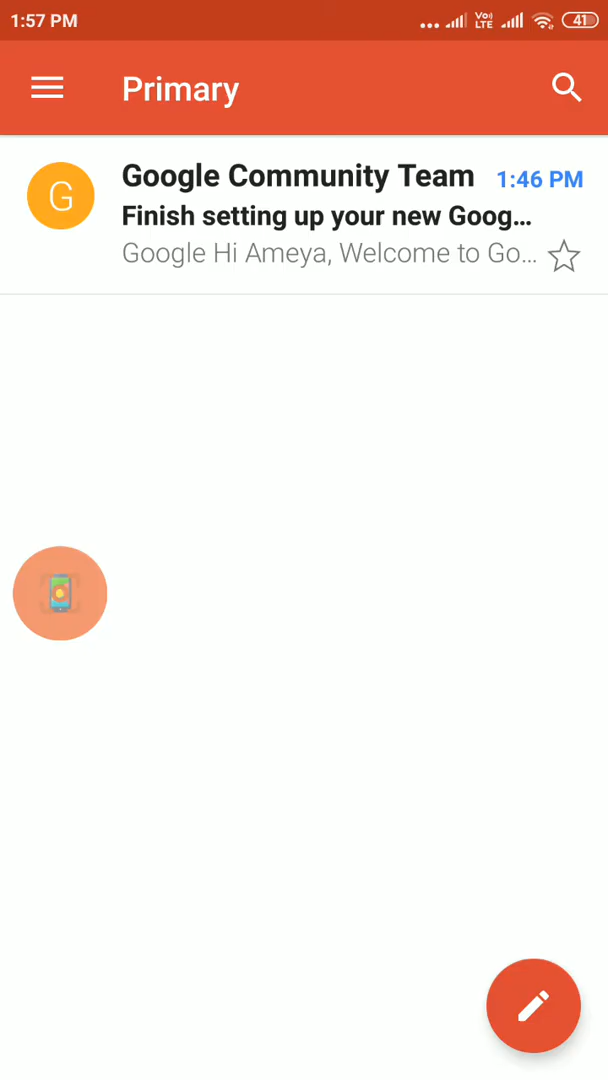 1:57 PM
Vo) LTE
41
Primary
Google Community Team 1:46 PM
G
Finish setting up your new Goog...
Google Hi Ameya, Welcome to Go...